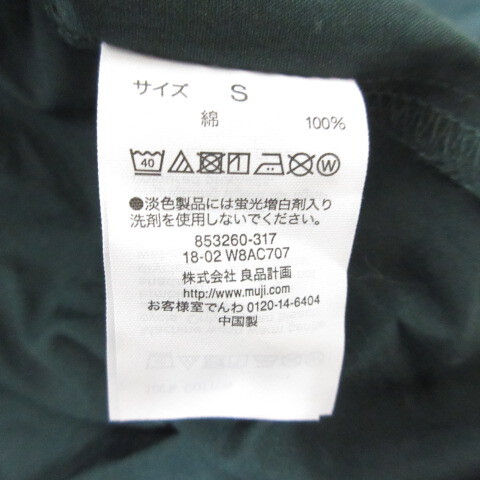 サイズ S
綿 100%
40 W
●淡色製品には蛍光増白剤入り
洗剤を使用しないでください。
853260-317
18-02 W8AC707
株式会社 良品計画
http://www.muji.com
お客様室でんわ 0120-14-6404
中国製